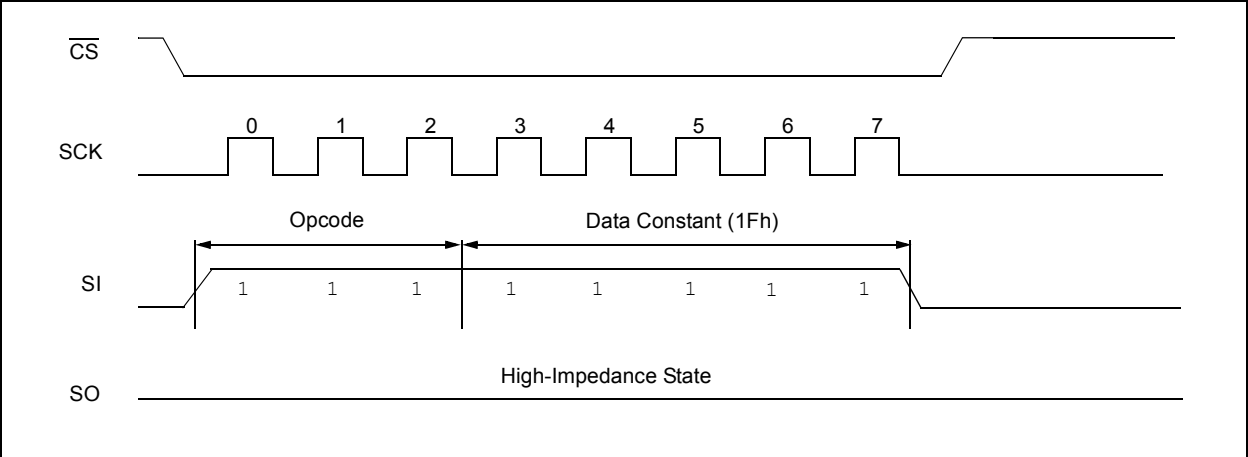 CS
0 1 2 3 4 5 6 7
SCK
Opcode Data Constant (1Fh)
SI 1 1 1 1 1 1 1 1
High-Impedance State
SO